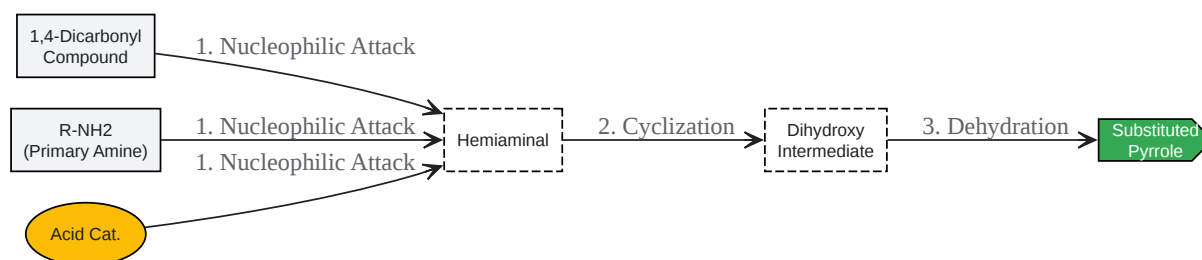 1,4-Dicarbonyl
Compound
1. Nucleophilic Attack
R-NH2
(Primary Amine)
1. Nucleophilic Attack
1. Nucleophilic Attack
Acid Cat.
Hemiaminal
2. Cyclization
Dihydroxy
Intermediate
3. Dehydration
Substituted
Pyrrole